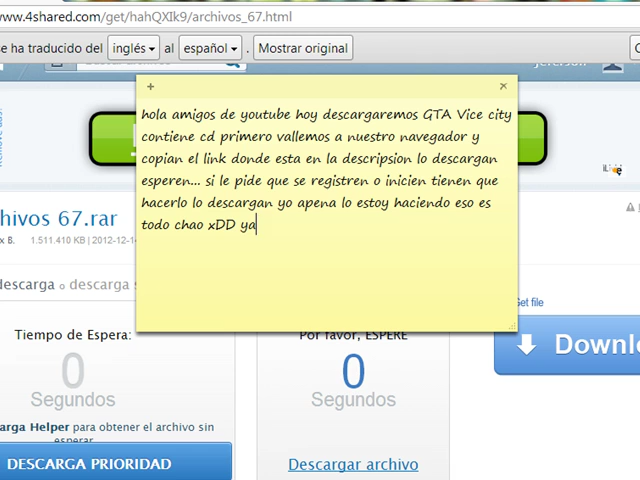 www.4shared.com/get/hahQXIk9/archivos_67.html
se ha traducido del inglés al español . Mostrar original
hola amigos de youtube hoy descargaremos GTA Vice city
contiene cd primero vallemos a nuestro navegador y
copian el link donde esta en la descripsion lo descargan
esperen... si le pide que se registren o inicien tienen que
hacerlo lo descargan yo apena lo estoy haciendo eso es
todo chao xDD ya
hivos 67.rar
x B. 1.511.410 KB | 2012-12-1
descarga o descarga s
Get file
Tiempo de Espera:
Por favor, ESPERE
Downlo
0
0
Segundos
Segundos
arga Helper para obtener el archivo sin
esperar
DESCARGA PRIORIDAD
Descargar archivo